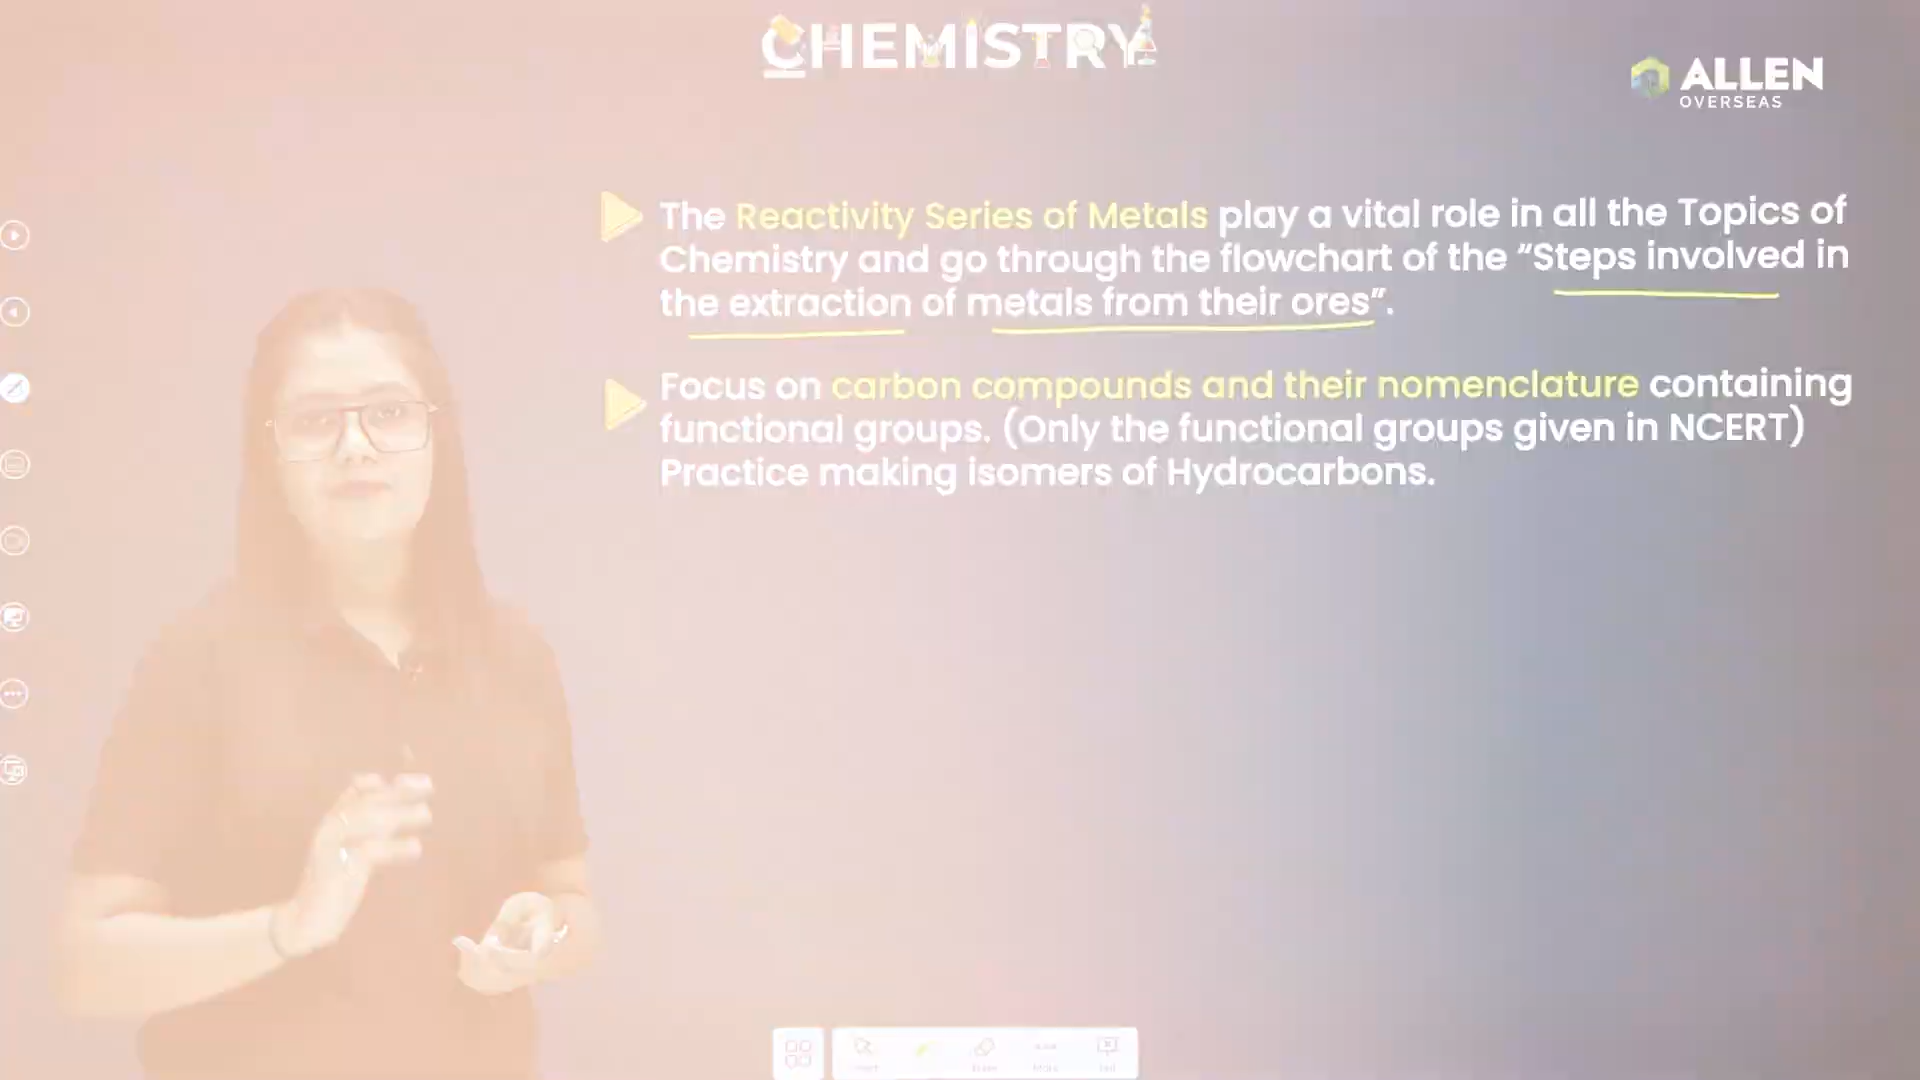 CHEMISTRY
ALLEN
OVERSEAS
The Reactivity Series of Metals play a vital role in all the Topics of
Chemistry and go through the flowchart of the “Steps involved in
the extraction of metals from their ores”.
Focus on carbon compounds and their nomenclature containing
functional groups. (Only the functional groups given in NCERT)
Practice making isomers of Hydrocarbons.